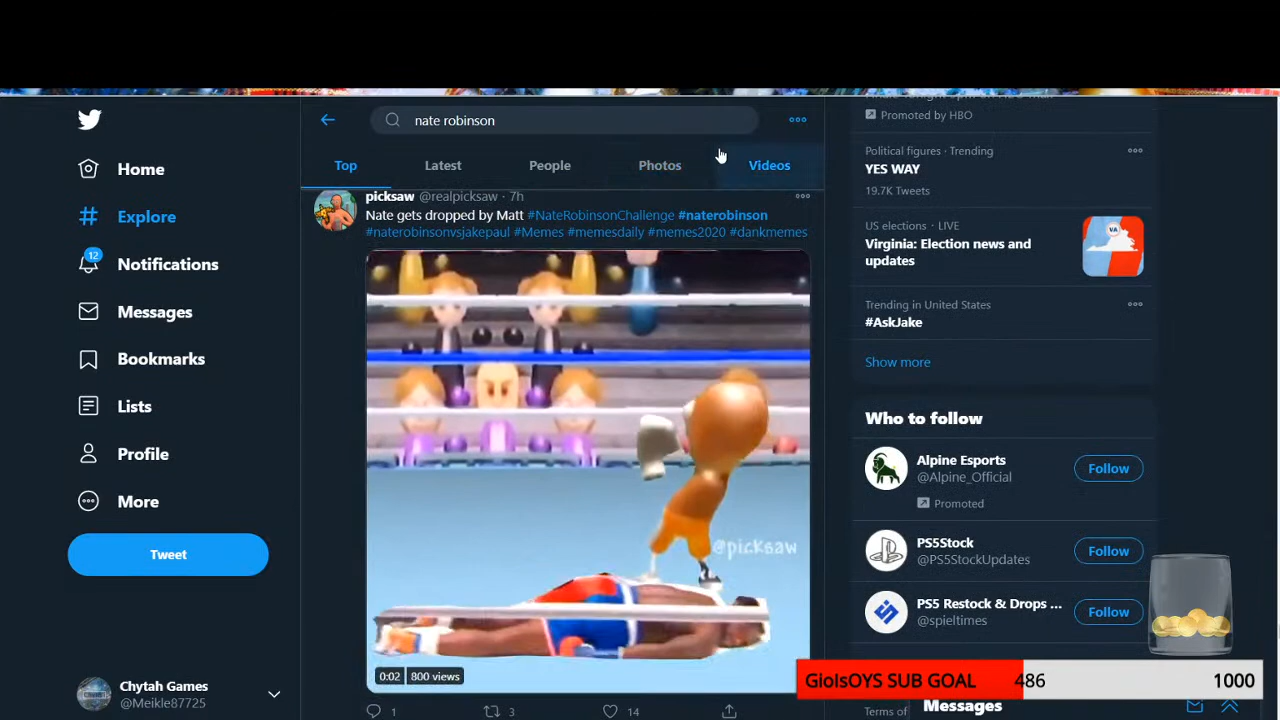 nate robinson
Home
Explore
12
Notifications
Messages
Bookmarks
Lists
Profile
More
Tweet
Chytah Games
@Meikle87725
Top
Latest
People
Photos
Videos
picksaw @realpicksaw · 7h
Nate gets dropped by Matt #NateRobinsonChallenge #naterobinson
#naterobinsonvsjakepaul #Memes #memesdaily #memes2020 #dankmemes
@picksaw
0:02
800 views
1
3
14
Promoted by HBO
Political figures · Trending
YES WAY
19.7K Tweets
US elections · LIVE
Virginia: Election news and
updates
VA
Trending in United States
#AskJake
Show more
Who to follow
Alpine Esports
@Alpine_Official
Follow
Promoted
PS5Stock
@PS5StockUpdates
Follow
PS5 Restock & Drops ...
@spieltimes
Follow
GioIsOYS SUB GOAL
486
1000
Terms of
Messages